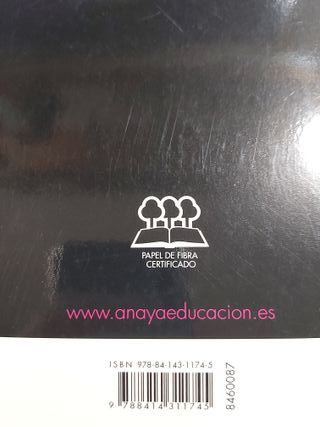 PAPEL DE FIBRA
CERTIFICADO
www.anayaeducacion.es
ISBN 978-84-143-1174-5
9 788414 311745
8460087